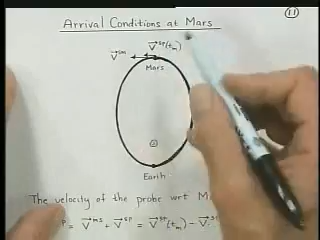 Arrival Conditions at Mars
11
V^sm V^sp(t_m)
Mars
Earth
The velocity of the probe wrt M
= V^ms + V^sp = V^sp(t_m) -